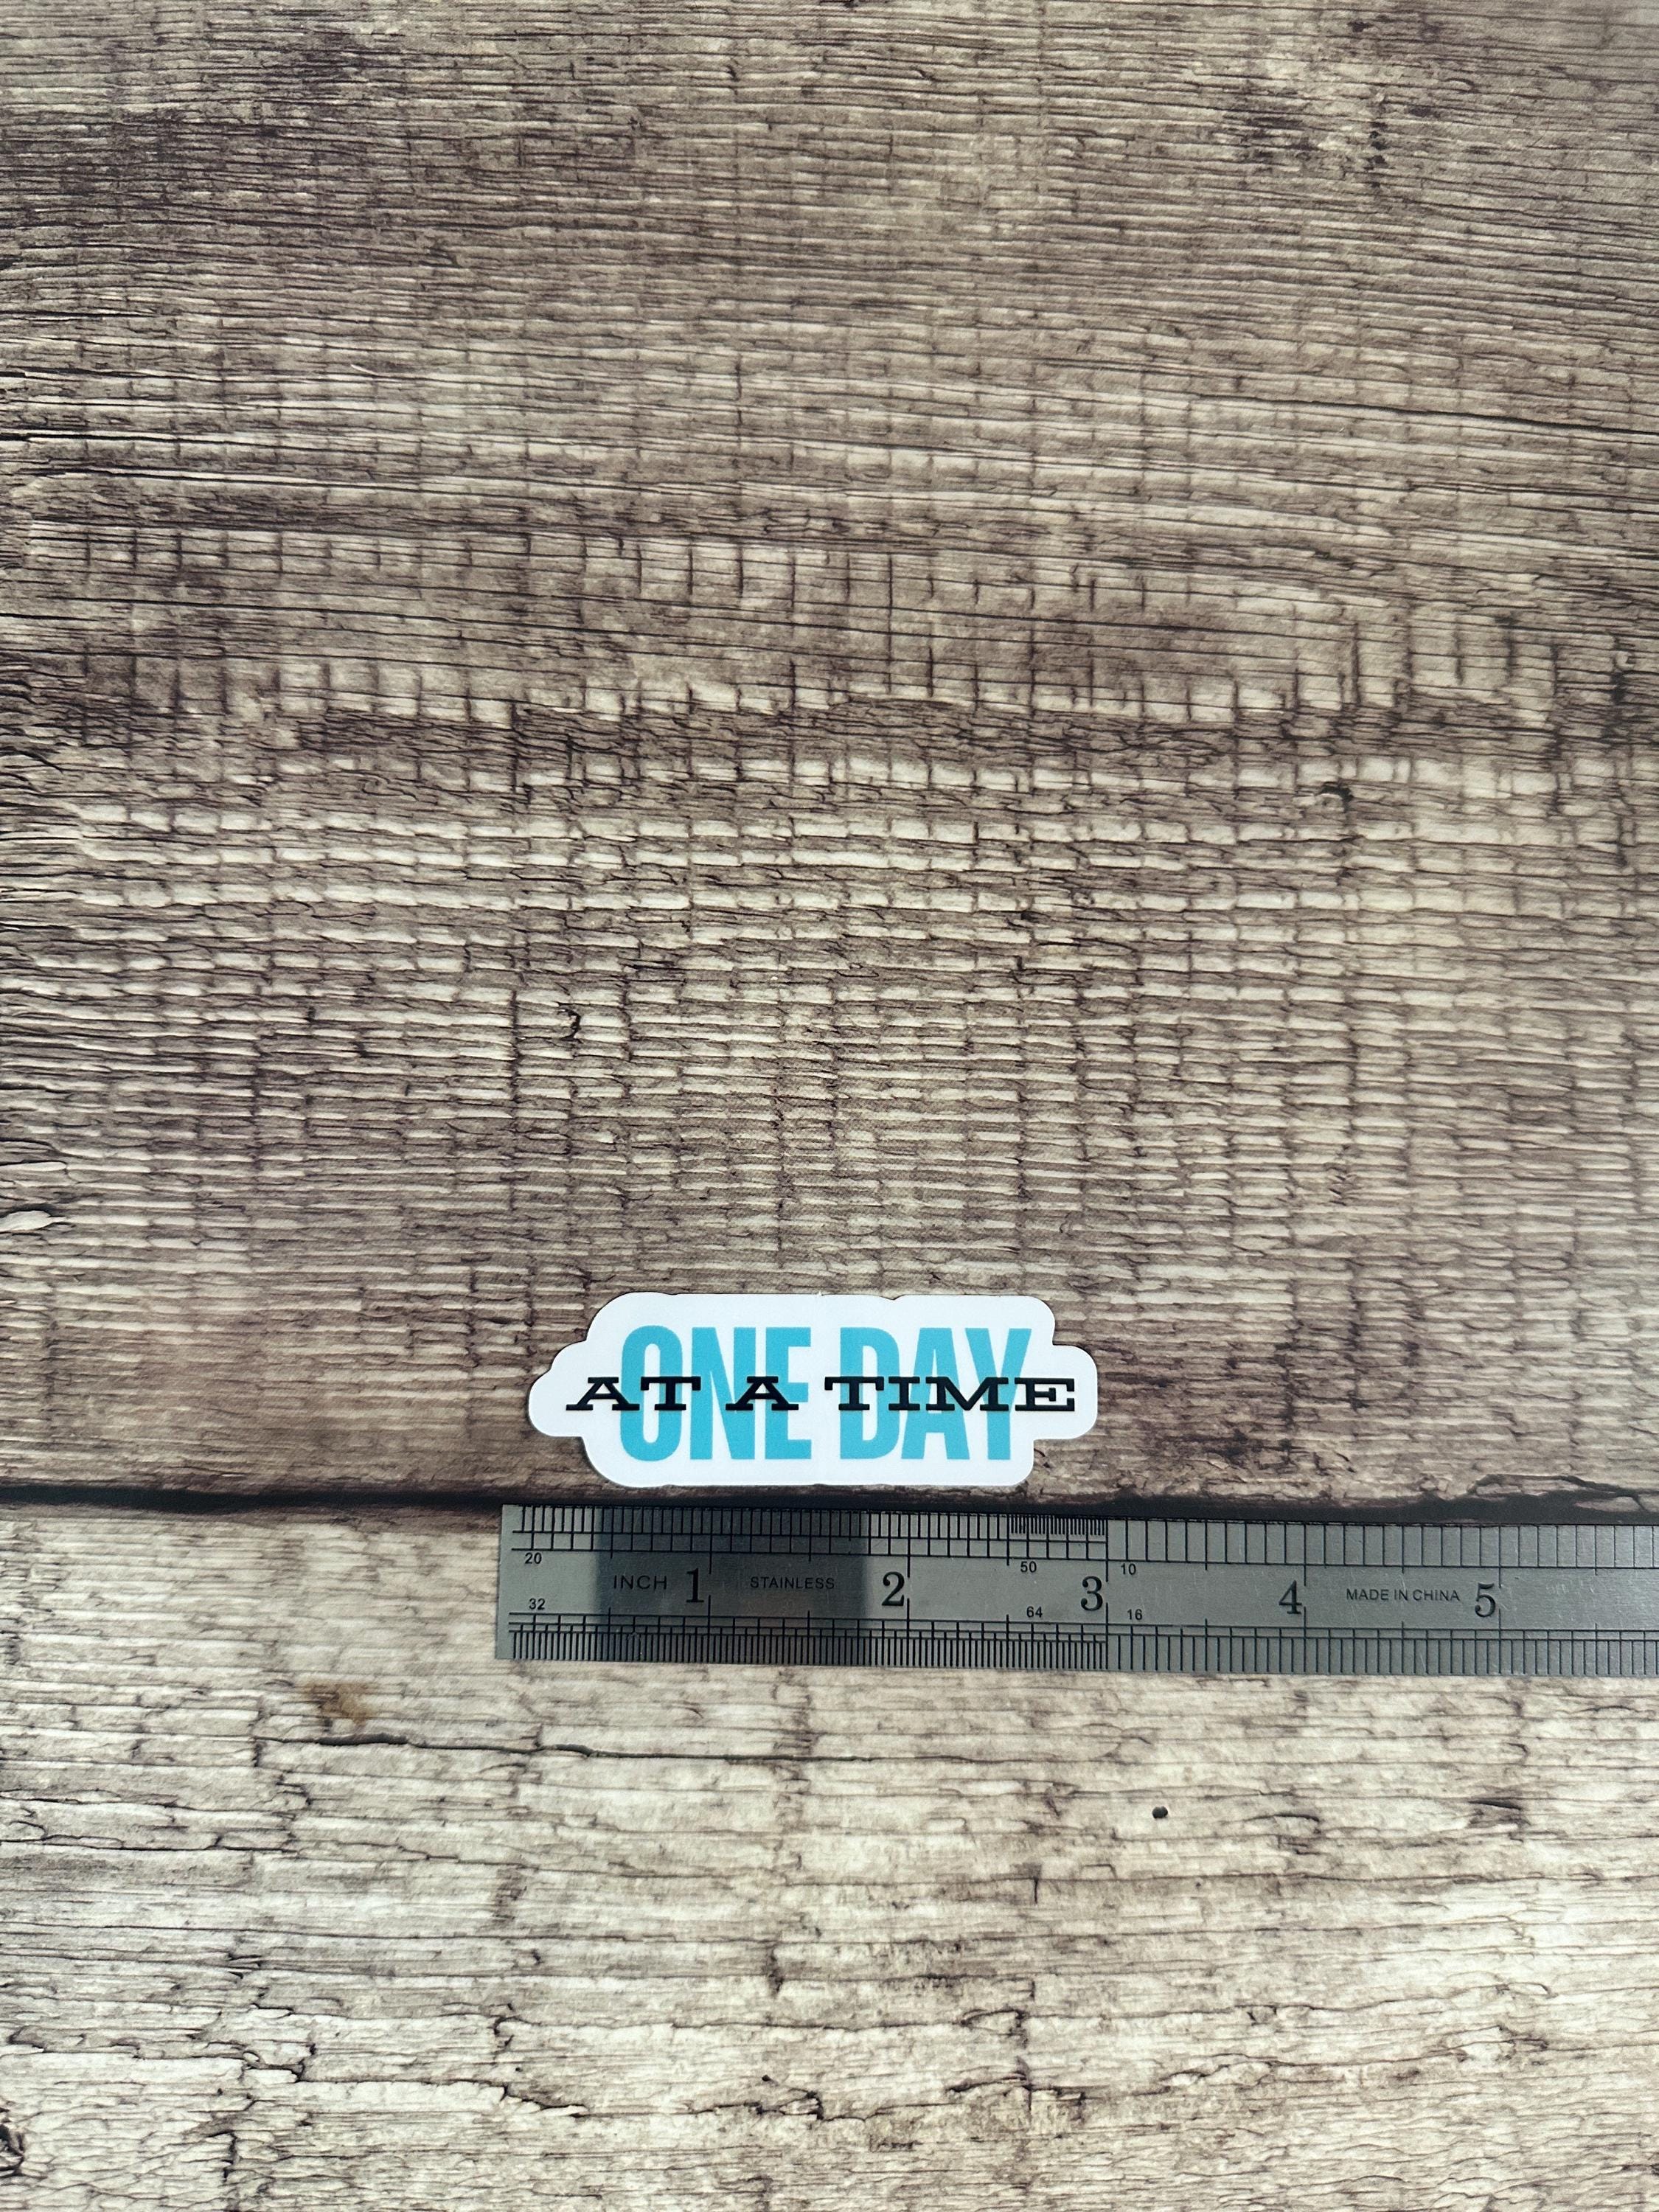 ONE DAY
AT A TIME
20 50 10
INCH 1 STAINLESS 2 3 4 MADE IN CHINA 5
32 64 16